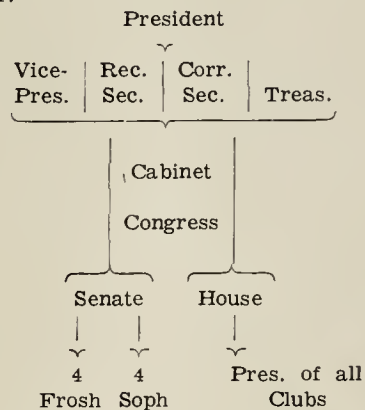 President
Vice- Rec. Corr.
Pres. Sec. Sec. Treas.
Cabinet
Congress
Senate House
4 4 Pres. of all
Frosh Soph Clubs